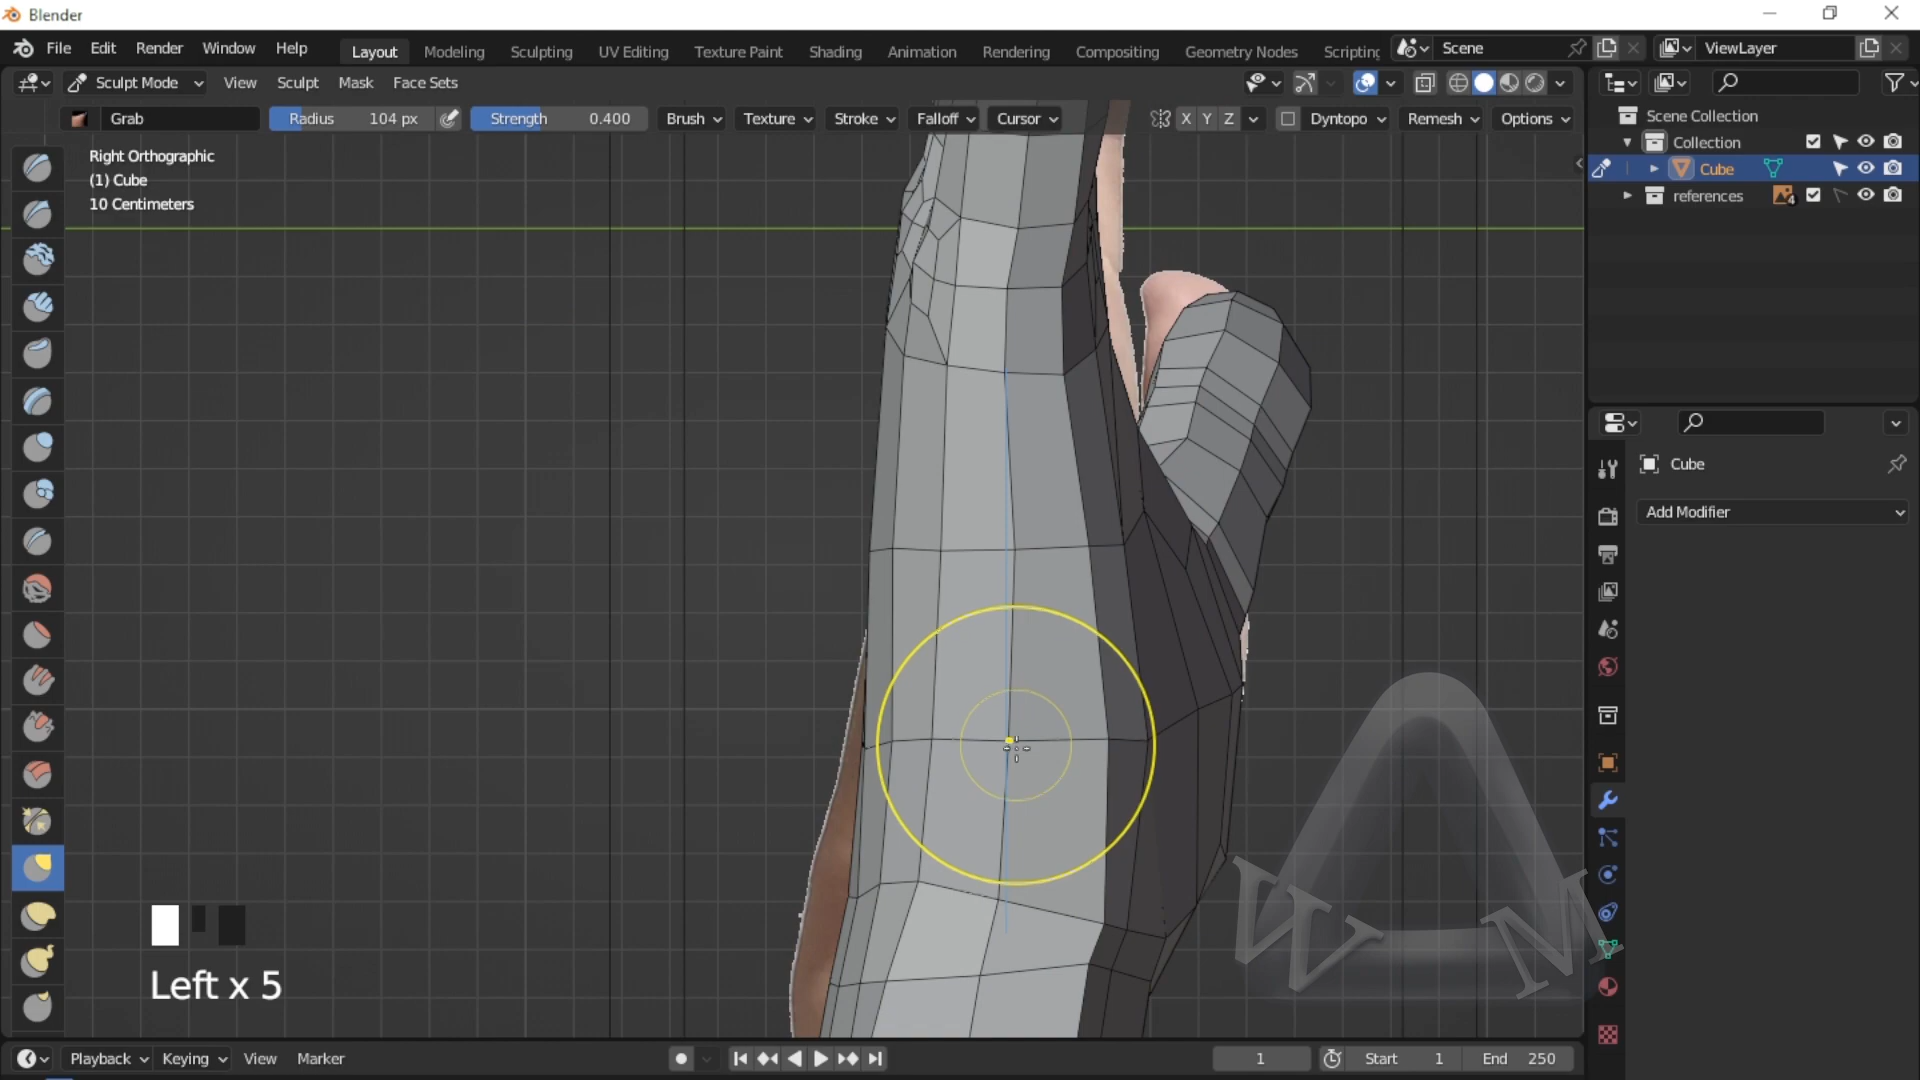 Blender
File Edit Render Window Help Layout Modeling Sculpting UV Editing Texture Paint Shading Animation Rendering Compositing Geometry Nodes Scripting Scene ViewLayer
Sculpt Mode View Sculpt Mask Face Sets
Grab Radius 104 px Strength 0.400 Brush Texture Stroke Falloff Cursor X Y Z Dyntopo Remesh Options
Right Orthographic
(1) Cube
10 Centimeters
Scene Collection
Collection
Cube
references 4
Cube
Add Modifier
W M
Left x 5
Playback Keying View Marker 1 Start 1 End 250